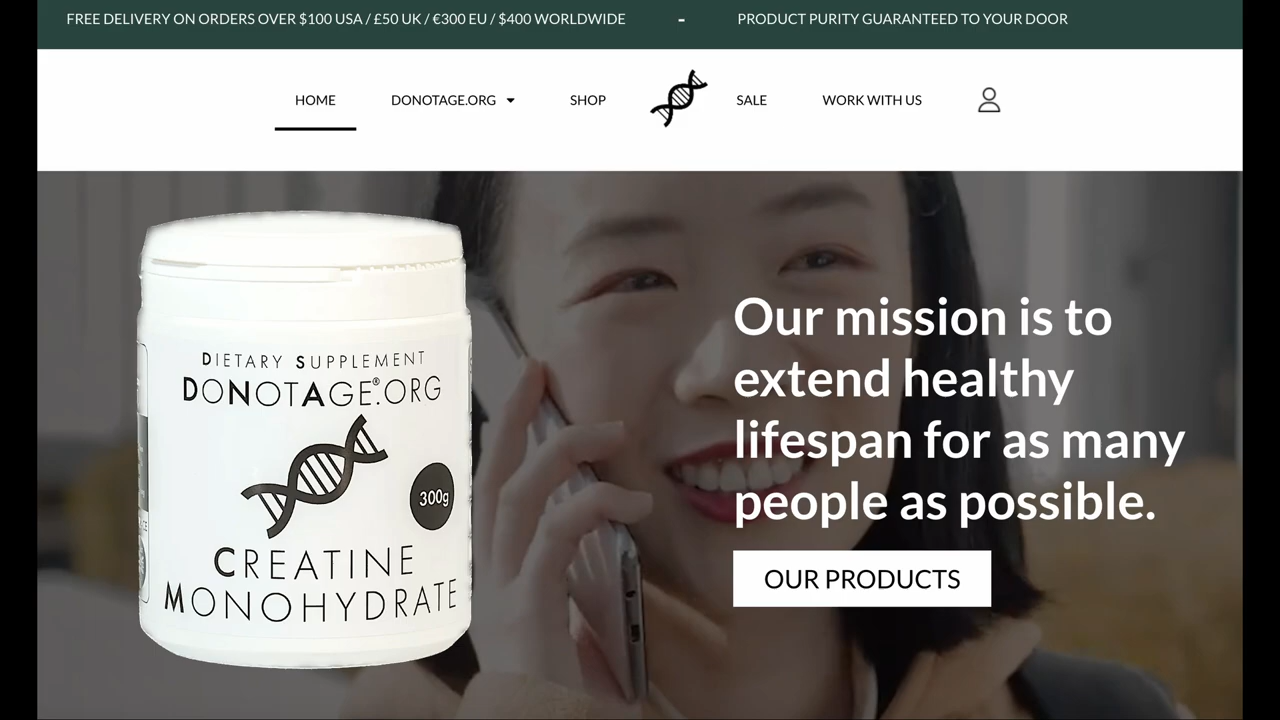 FREE DELIVERY ON ORDERS OVER $100 USA / £50 UK / €300 EU / $400 WORLDWIDE - PRODUCT PURITY GUARANTEED TO YOUR DOOR
HOME DONOTAGE.ORG SHOP SALE WORK WITH US
DIETARY SUPPLEMENT
DONOTAGE®.ORG
300g
CREATINE
MONOHYDRATE
Our mission is to
extend healthy
lifespan for as many
people as possible.
OUR PRODUCTS